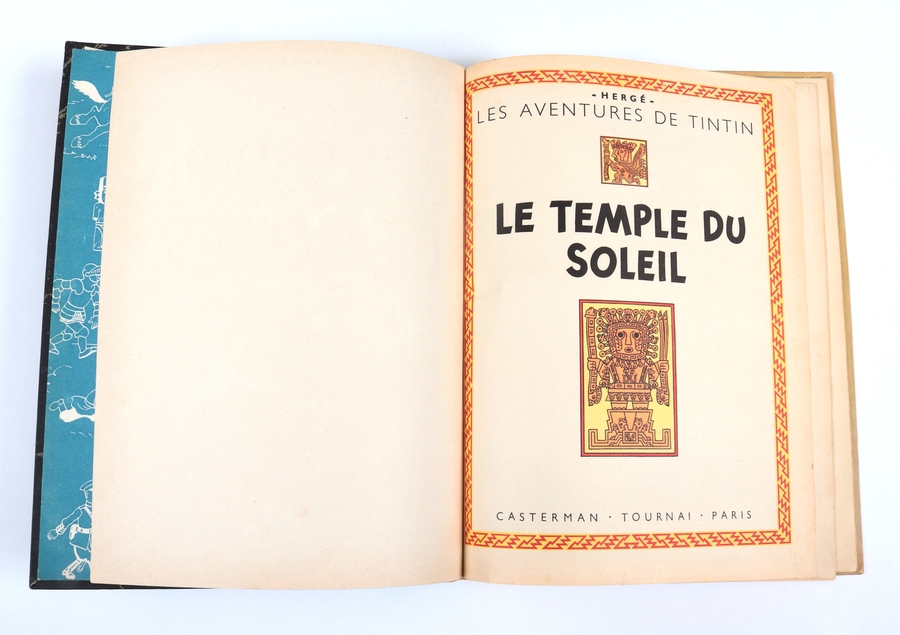 - HERGÉ -
LES AVENTURES DE TINTIN
LE TEMPLE DU
SOLEIL
CASTERMAN · TOURNAI · PARIS